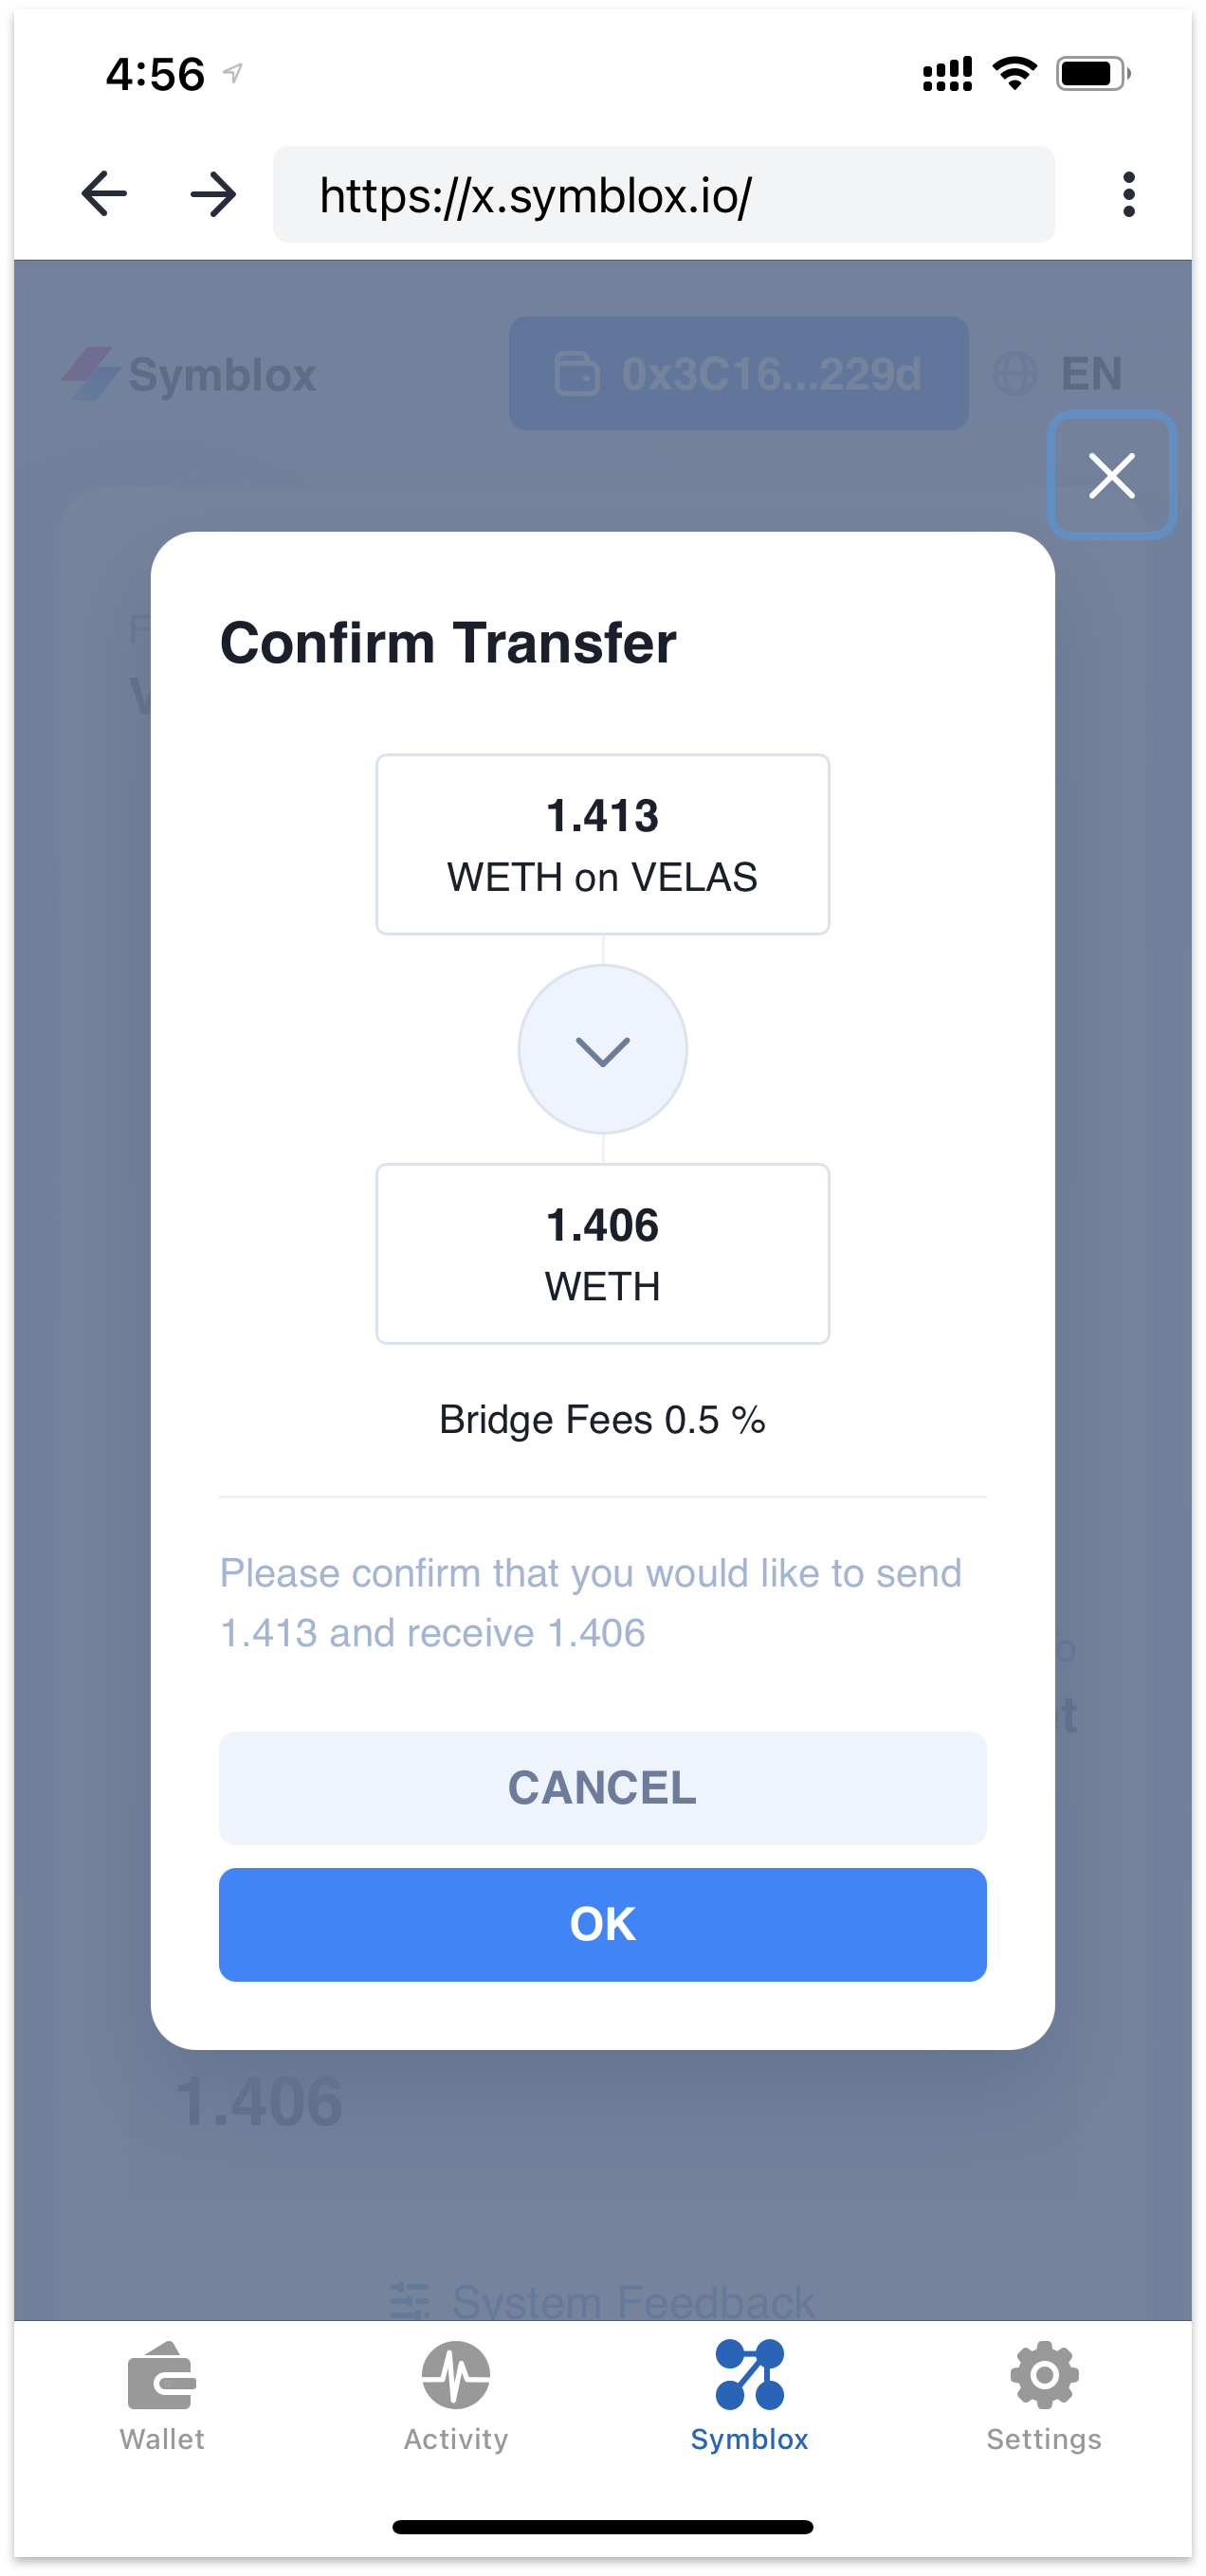 4:56
https://x.symblox.io/
Symblox
0x3C16...229d
EN
Confirm Transfer
1.413
WETH on VELAS
1.406
WETH
Bridge Fees 0.5 %
Please confirm that you would like to send
1.413 and receive 1.406
CANCEL
OK
1.406
System Feedback
Wallet
Activity
Symblox
Settings